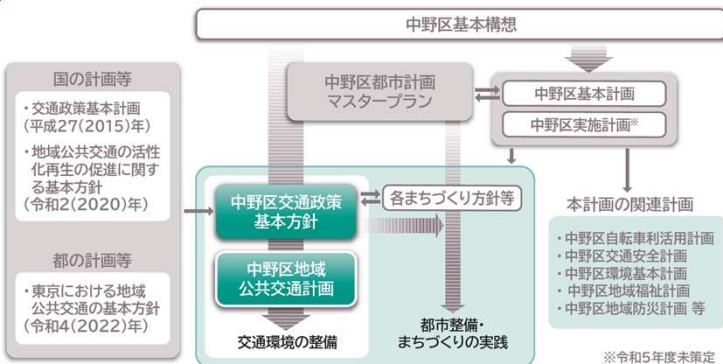 中野区基本構想
国の計画等
・交通政策基本計画
(平成27(2015)年)
・地域公共交通の活性
化再生の促進に関す
る基本方針
(令和2(2020)年)
都の計画等
・東京における地域
公共交通の基本方針
(令和4(2022)年)
中野区都市計画
マスタープラン
中野区基本計画
中野区実施計画※
中野区交通政策
基本方針
各まちづくり方針等
中野区地域
公共交通計画
交通環境の整備
都市整備・
まちづくりの実践
本計画の関連計画
・中野区自転車利活用計画
・中野区交通安全計画
・中野区環境基本計画
・中野区地域福祉計画
・中野区地域防災計画 等
※令和5年度未策定